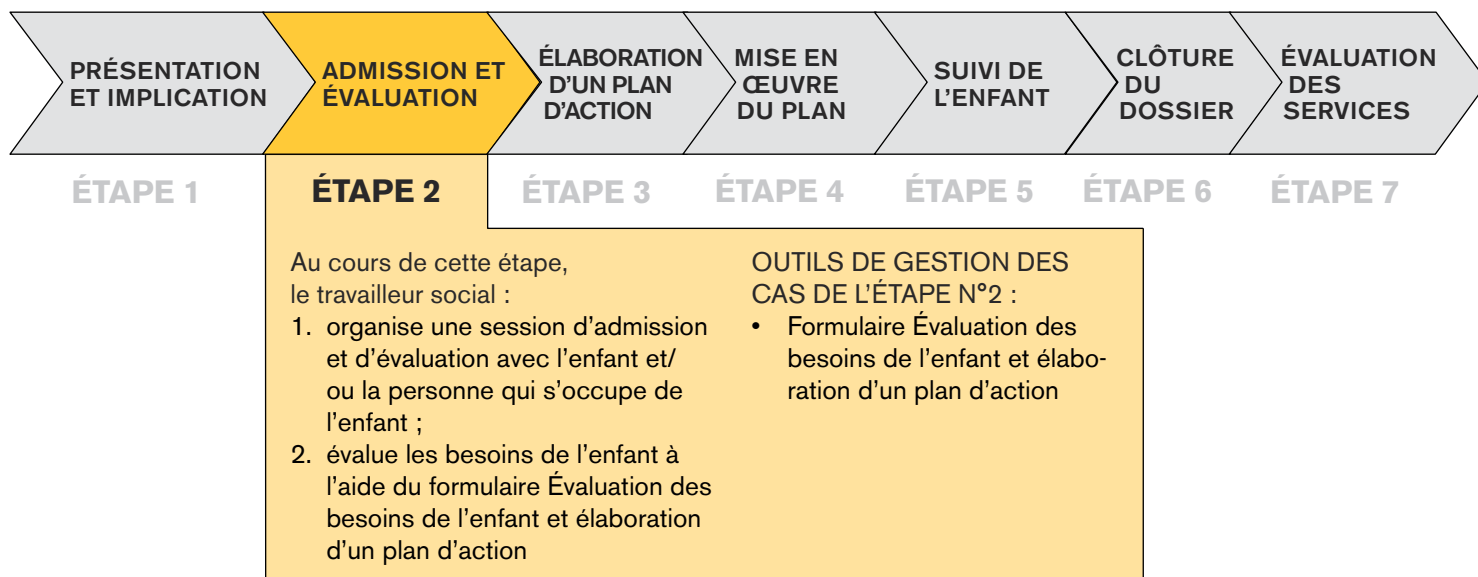 PRÉSENTATION
ET IMPLICATION
ADMISSION ET
ÉVALUATION
ÉLABORATION
D'UN PLAN
D'ACTION
MISE EN
ŒUVRE
DU PLAN
SUIVI DE
L'ENFANT
CLÔTURE
DU
DOSSIER
ÉVALUATION
DES
SERVICES
ÉTAPE 1
ÉTAPE 2
ÉTAPE 3
ÉTAPE 4
ÉTAPE 5
ÉTAPE 6
ÉTAPE 7
Au cours de cette étape,
le travailleur social :
1. organise une session d'admission
et d'évaluation avec l'enfant et/
ou la personne qui s'occupe de
l'enfant ;
2. évalue les besoins de l'enfant à
l'aide du formulaire Évaluation des
besoins de l'enfant et élaboration
d'un plan d'action
OUTILS DE GESTION DES
CAS DE L'ÉTAPE N°2 :
• Formulaire Évaluation des
besoins de l'enfant et élabo-
ration d'un plan d'action